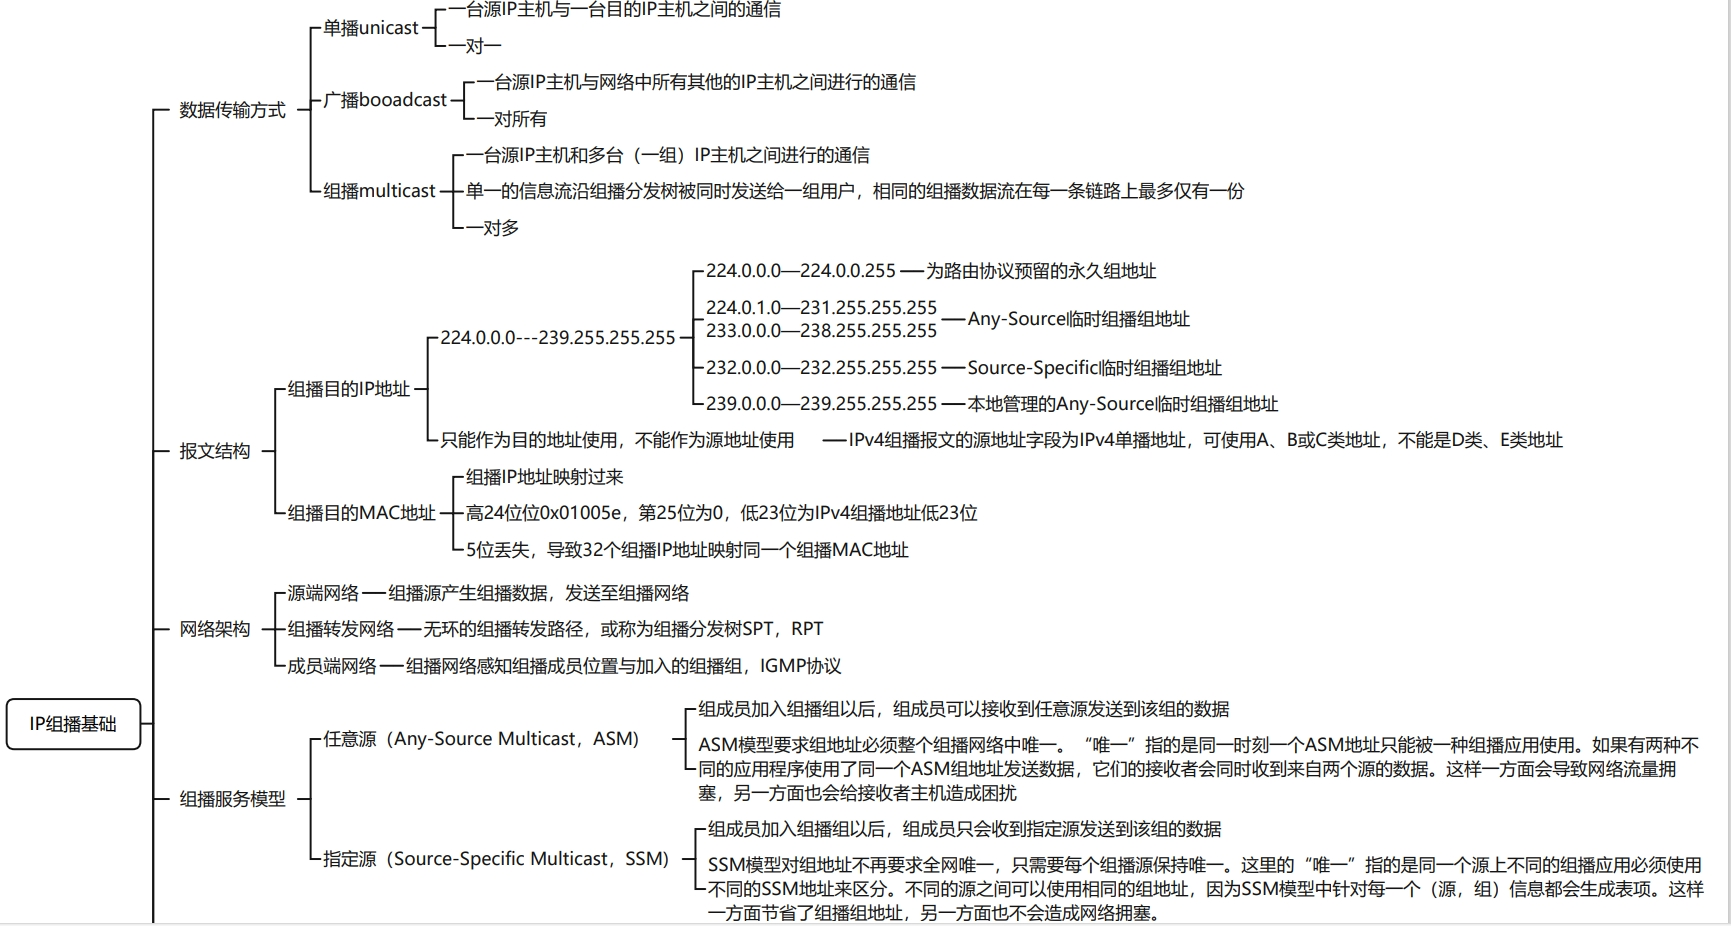 IP组播基础
数据传输方式
单播unicast
一台源IP主机与一台目的IP主机之间的通信
一对一
广播booadcast
一台源IP主机与网络中所有其他的IP主机之间进行的通信
一对所有
组播multicast
一台源IP主机和多台（一组）IP主机之间进行的通信
单一的信息流沿组播分发树被同时发送给一组用户，相同的组播数据流在每一条链路上最多仅有一份
一对多
报文结构
组播目的IP地址
224.0.0.0---239.255.255.255
224.0.0.0—224.0.0.255
为路由协议预留的永久组地址
224.0.1.0—231.255.255.255
233.0.0.0—238.255.255.255
Any-Source临时组播组地址
232.0.0.0—232.255.255.255
Source-Specific临时组播组地址
239.0.0.0—239.255.255.255
本地管理的Any-Source临时组播组地址
只能作为目的地址使用，不能作为源地址使用
IPv4组播报文的源地址字段为IPv4单播地址，可使用A、B或C类地址，不能是D类、E类地址
组播目的MAC地址
组播IP地址映射过来
高24位位0x01005e，第25位为0，低23位为IPv4组播地址低23位
5位丢失，导致32个组播IP地址映射同一个组播MAC地址
网络架构
源端网络
组播源产生组播数据，发送至组播网络
组播转发网络
无环的组播转发路径，或称为组播分发树SPT，RPT
成员端网络
组播网络感知组播成员位置与加入的组播组，IGMP协议
组播服务模型
任意源（Any-Source Multicast，ASM）
组成员加入组播组以后，组成员可以接收到任意源发送到该组的数据
ASM模型要求组地址必须整个组播网络中唯一。“唯一”指的是同一时刻一个ASM地址只能被一种组播应用使用。如果有两种不
同的应用程序使用了同一个ASM组地址发送数据，它们的接收者会同时收到来自两个源的数据。这样一方面会导致网络流量拥
塞，另一方面也会给接收者主机造成困扰
指定源（Source-Specific Multicast，SSM）
组成员加入组播组以后，组成员只会收到指定源发送到该组的数据
SSM模型对组地址不再要求全网唯一，只需要每个组播源保持唯一。这里的“唯一”指的是同一个源上不同的组播应用必须使用
不同的SSM地址来区分。不同的源之间可以使用相同的组地址，因为SSM模型中针对每一个（源，组）信息都会生成表项。这样
一方面节省了组播组地址，另一方面也不会造成网络拥塞。